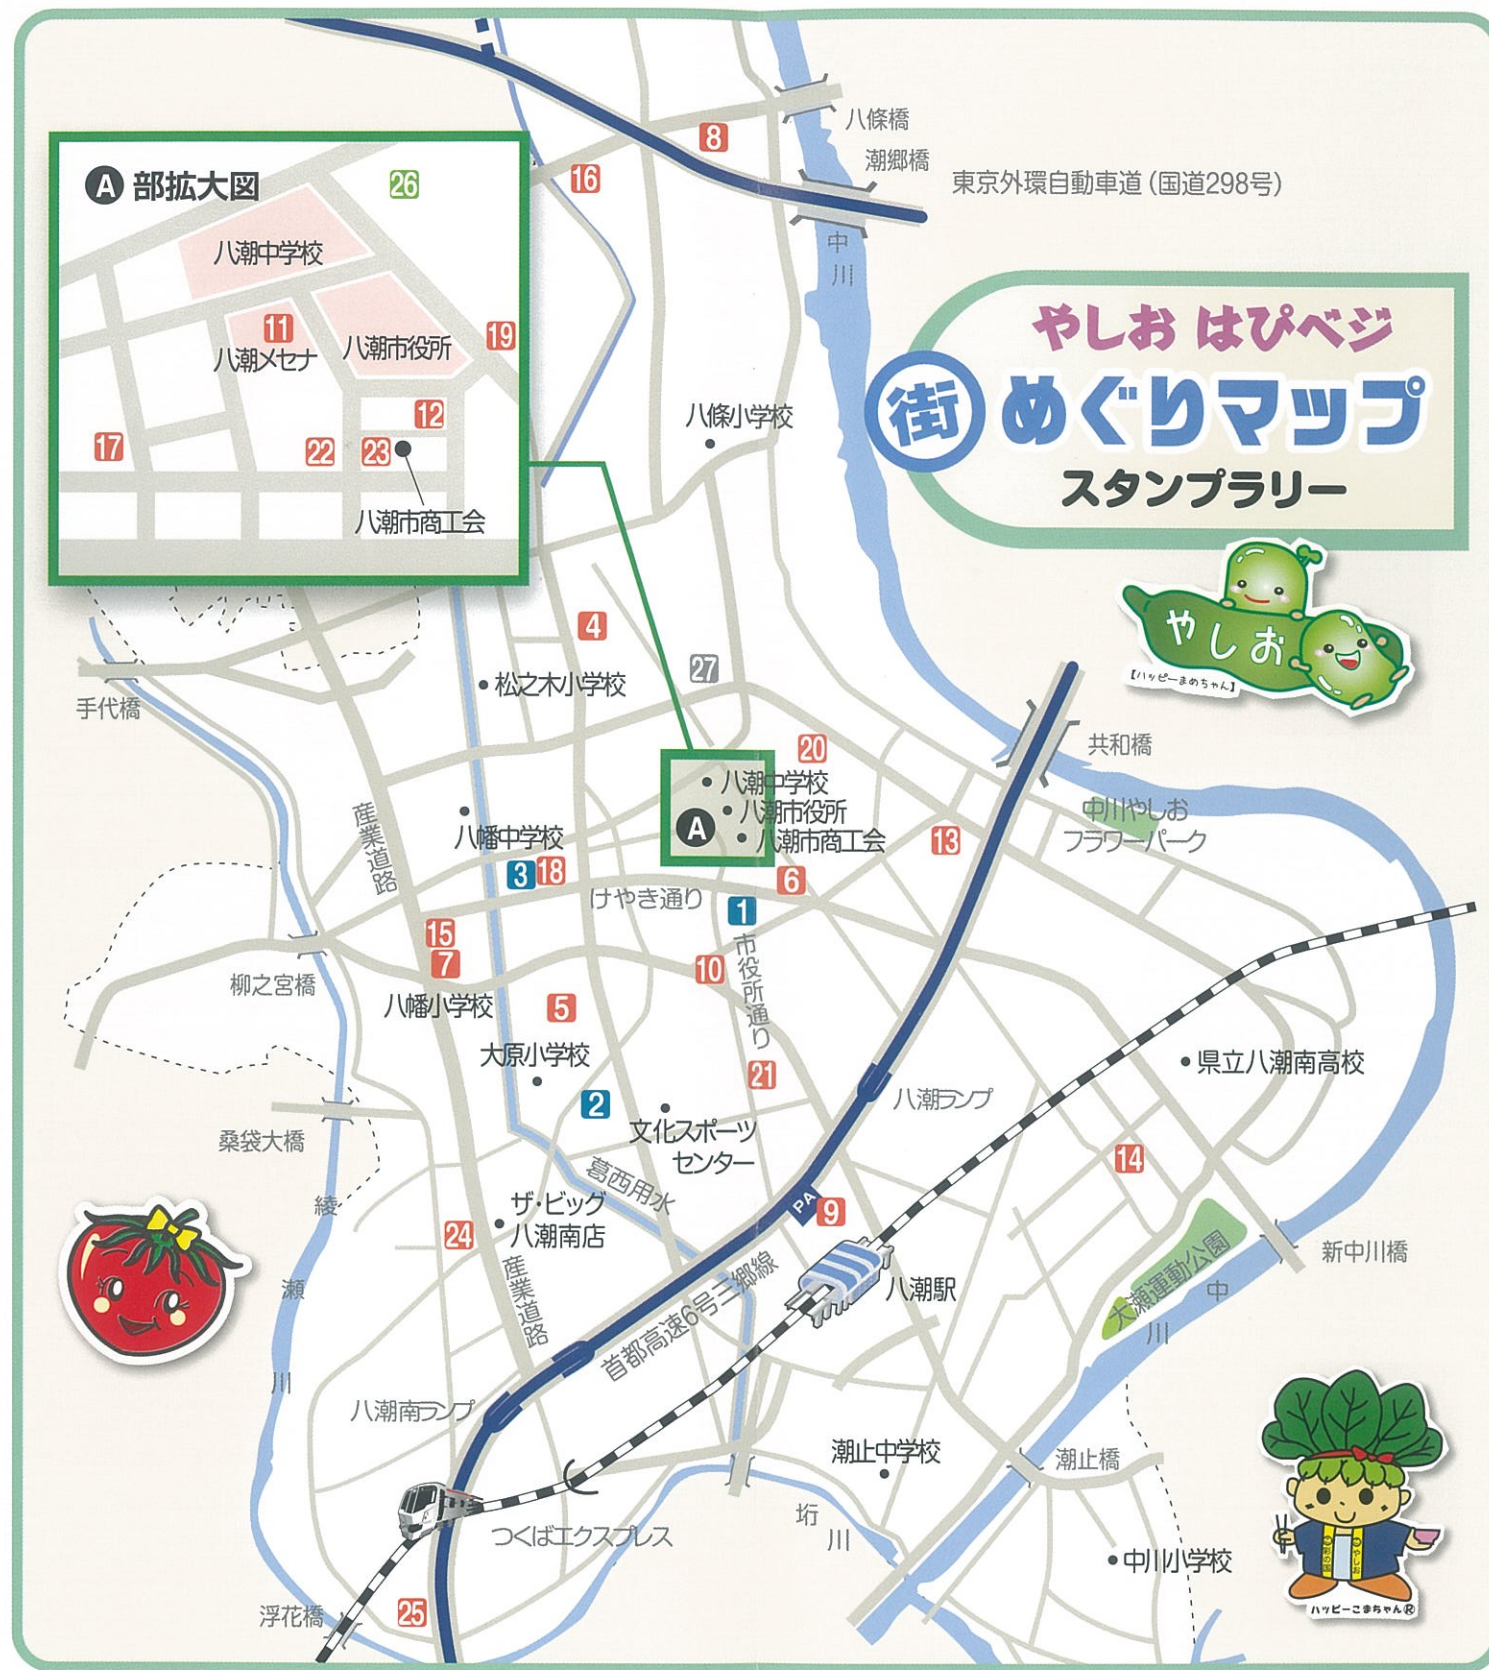 八條橋
潮郷橋
東京外環自動車道(国道298号)
8
16
中川
A 部拡大図
26
八潮中学校
11
八潮メセナ
八潮市役所
19
12
17
22
23
八潮市商工会
やしお はぴベジ
街 めぐりマップ
スタンプラリー
八條小学校
やしお
【ハッピーまめちゃん】
4
27
松之木小学校
手代橋
20
共和橋
八潮中学校
八潮市役所
八潮市商工会
A
中川やしお
フラワーパーク
産業道路
八幡中学校
13
3
18
けやき通り
6
1
市役所通り
15
7
10
柳之宮橋
八幡小学校
5
大原小学校
21
県立八潮南高校
2
八潮ランプ
桑袋大橋
文化スポーツ
センター
14
葛西用水
綾瀬川
ザ・ビッグ
八潮南店
24
PA
9
産業道路
首都高速6号三郷線
八潮駅
大瀬運動公園
中川
新中川橋
八潮南ランプ
潮止中学校
潮止橋
つくばエクスプレス
垳川
中川小学校
25
浮花橋
やしお
ハッピーこまちゃん®